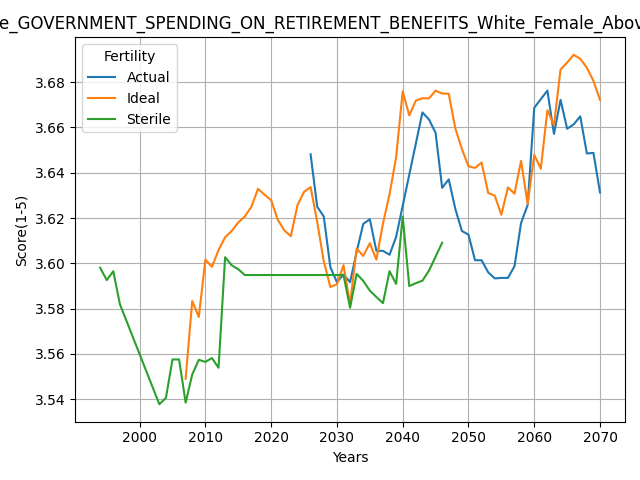 e_GOVERNMENT_SPENDING_ON_RETIREMENT_BENEFITS_White_Female_Abov
Fertility
Actual
Ideal
Sterile
Score(1-5)
3.68
3.66
3.64
3.62
3.60
3.58
3.56
3.54
2000 2010 2020 2030 2040 2050 2060 2070
Years